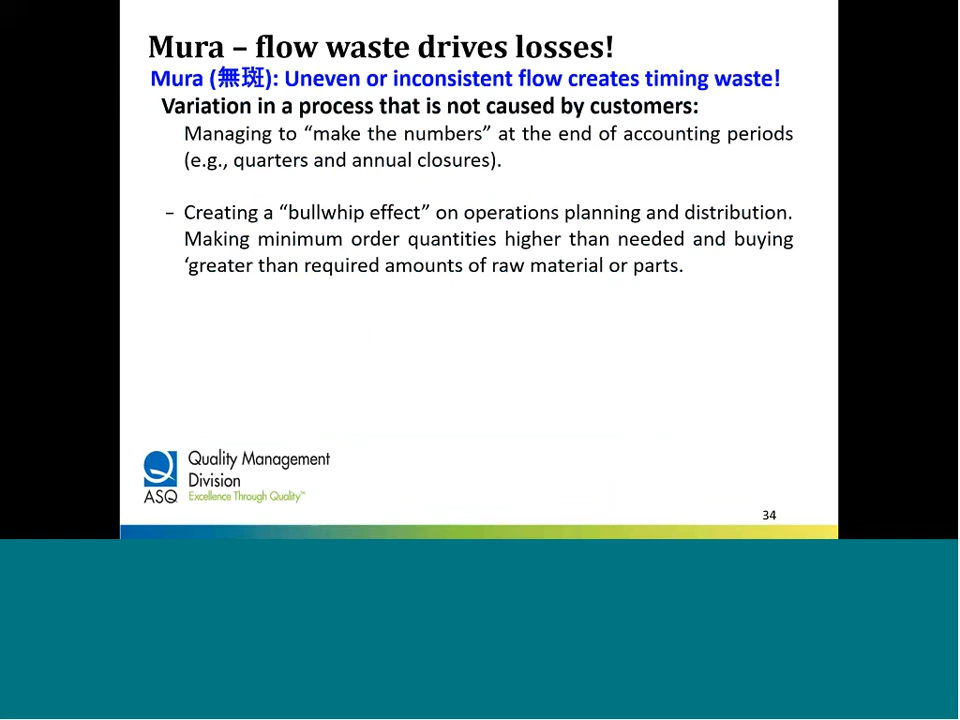 Mura – flow waste drives losses!
Mura (無斑): Uneven or inconsistent flow creates timing waste!
Variation in a process that is not caused by customers:
Managing to “make the numbers” at the end of accounting periods
(e.g., quarters and annual closures).
– Creating a “bullwhip effect” on operations planning and distribution.
Making minimum order quantities higher than needed and buying
‘greater than required amounts of raw material or parts.
Quality Management
Division
ASQ Excellence Through Quality™
34